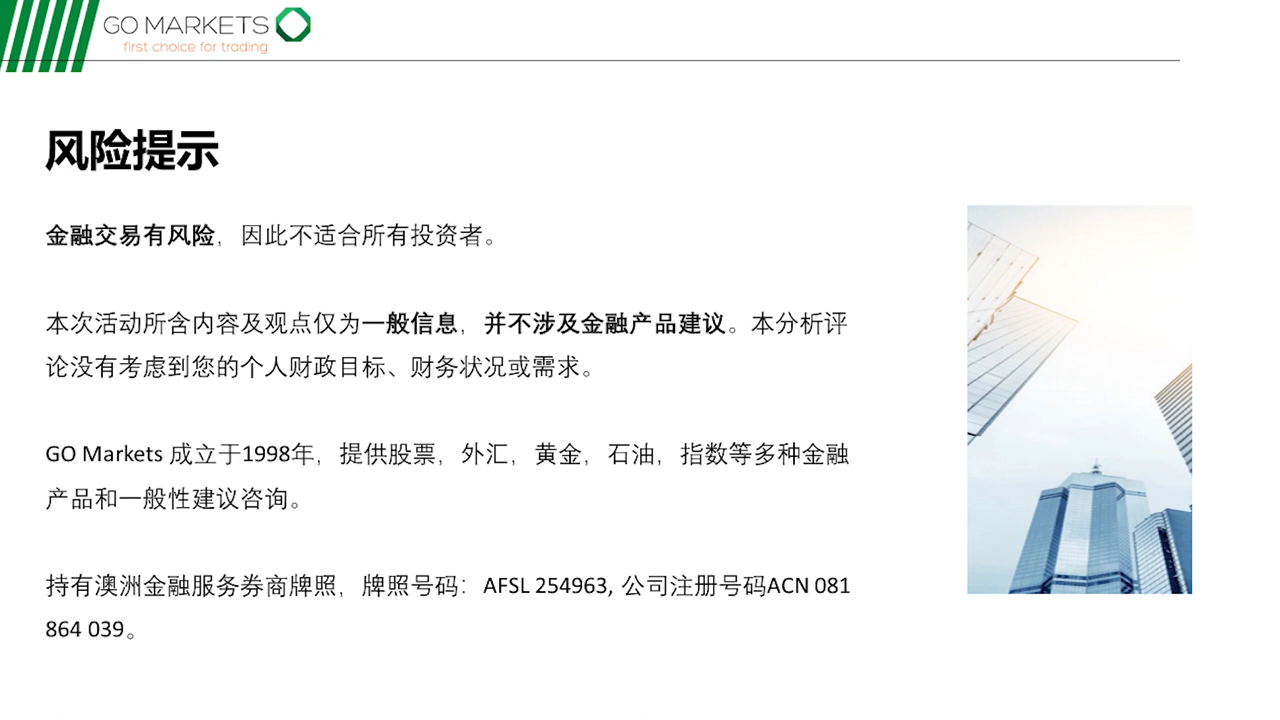 GO MARKETS
first choice for trading
风险提示
金融交易有风险，因此不适合所有投资者。
本次活动所含内容及观点仅为一般信息，并不涉及金融产品建议。本分析评
论没有考虑到您的个人财政目标、财务状况或需求。
GO Markets 成立于1998年，提供股票，外汇，黄金，石油，指数等多种金融
产品和一般性建议咨询。
持有澳洲金融服务券商牌照，牌照号码：AFSL 254963, 公司注册号码ACN 081
864 039。